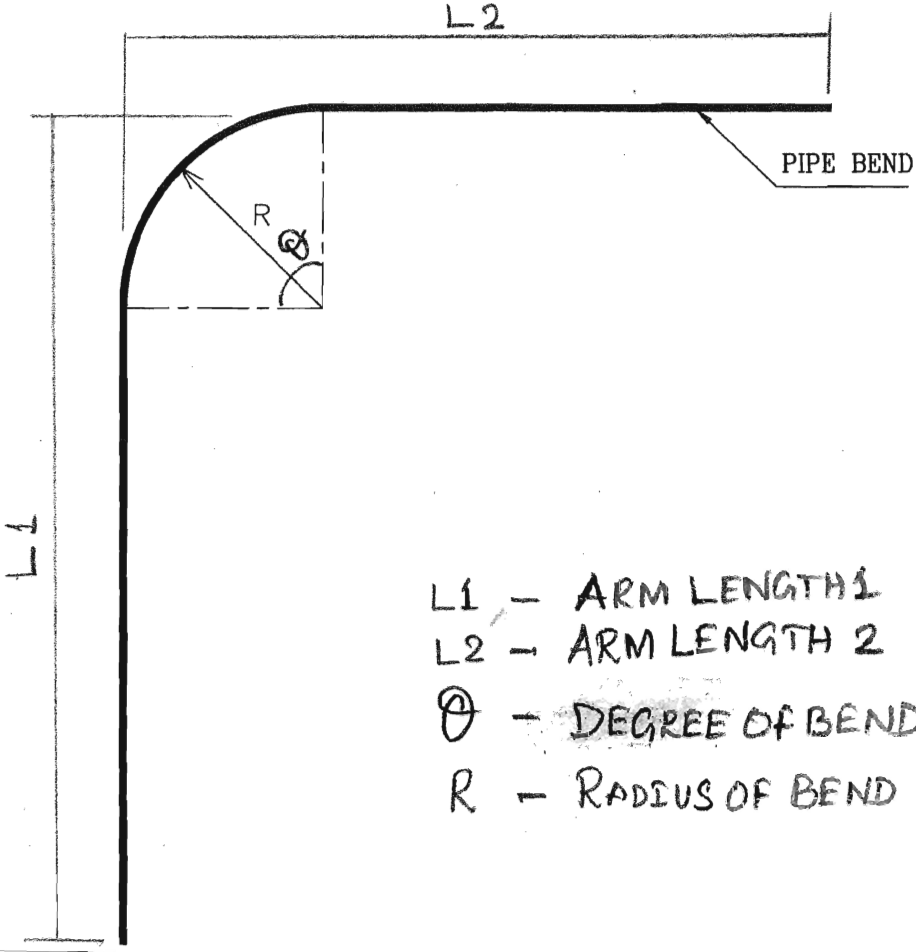 L2
PIPE BEND
R
θ
L1
L1 - ARM LENGTH1
L2 - ARM LENGTH 2
θ - DEGREE OF BEND
R - RADIUS OF BEND